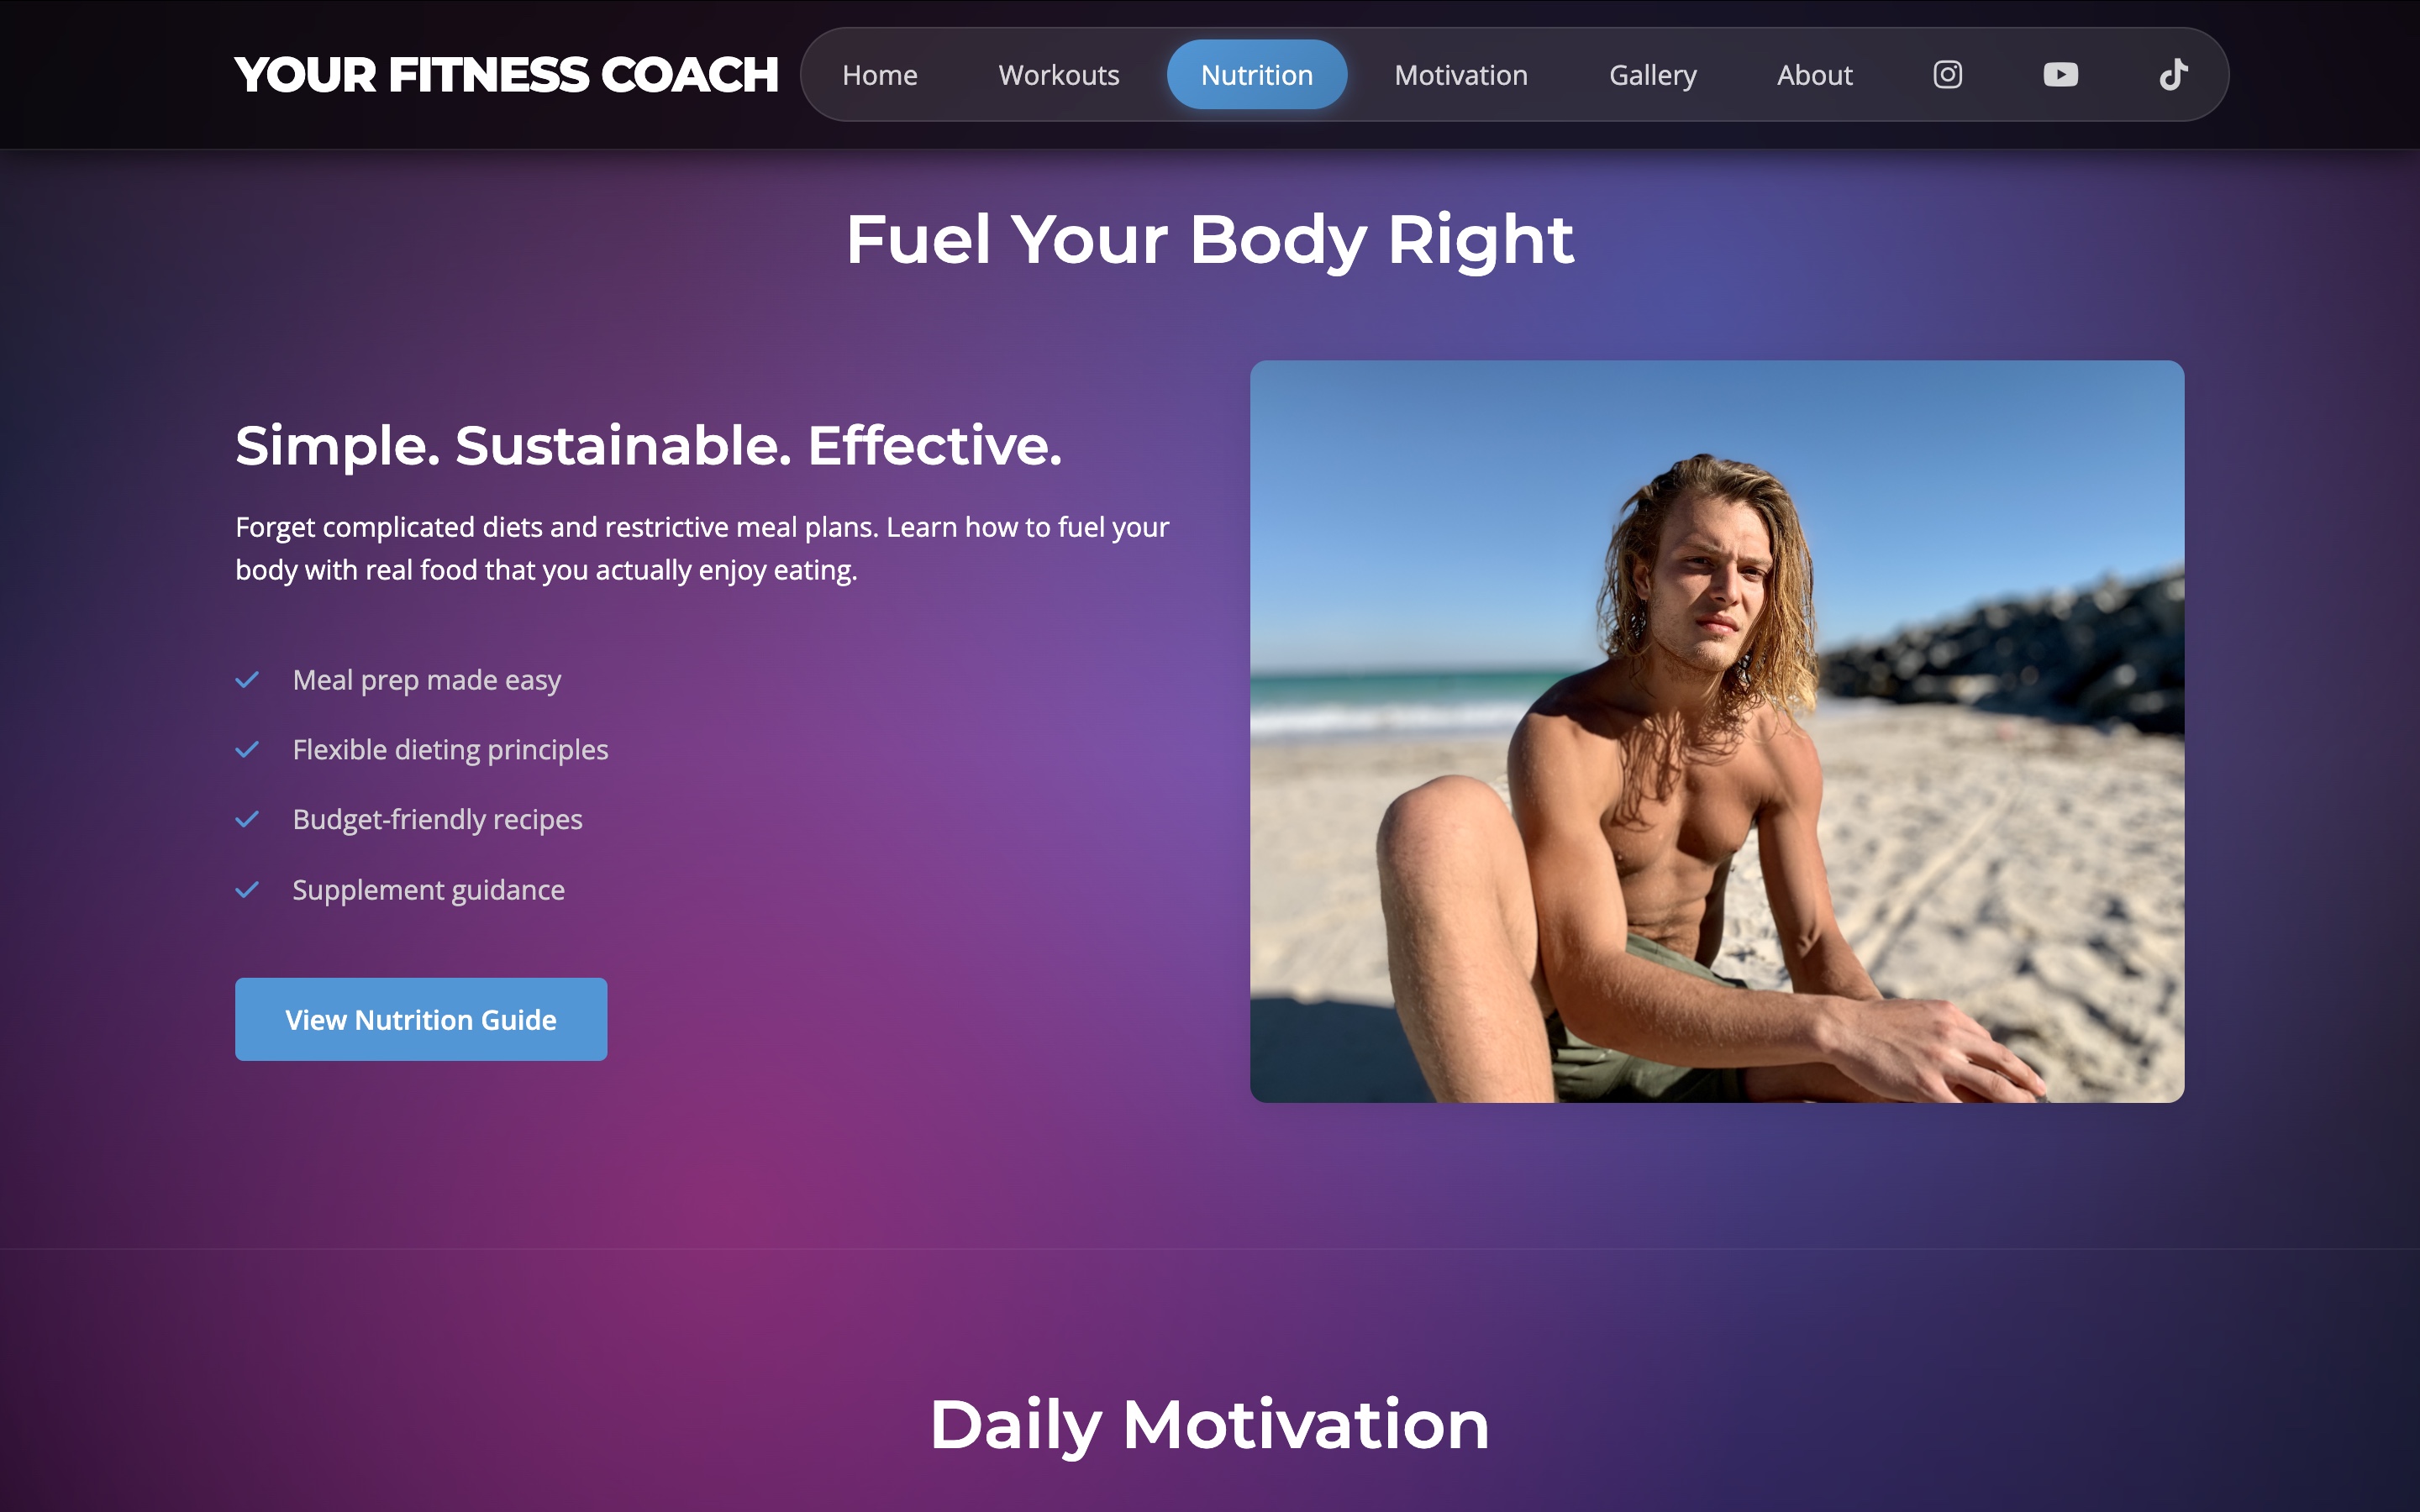 YOUR FITNESS COACH
Home Workouts Nutrition Motivation Gallery About
Fuel Your Body Right
Simple. Sustainable. Effective.
Forget complicated diets and restrictive meal plans. Learn how to fuel your
body with real food that you actually enjoy eating.
Meal prep made easy
Flexible dieting principles
Budget-friendly recipes
Supplement guidance
View Nutrition Guide
Daily Motivation